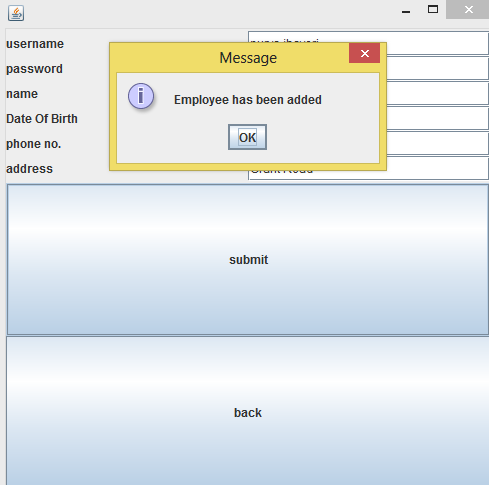 username
password
name
Date Of Birth
phone no.
address
Message
Employee has been added
OK
submit
back